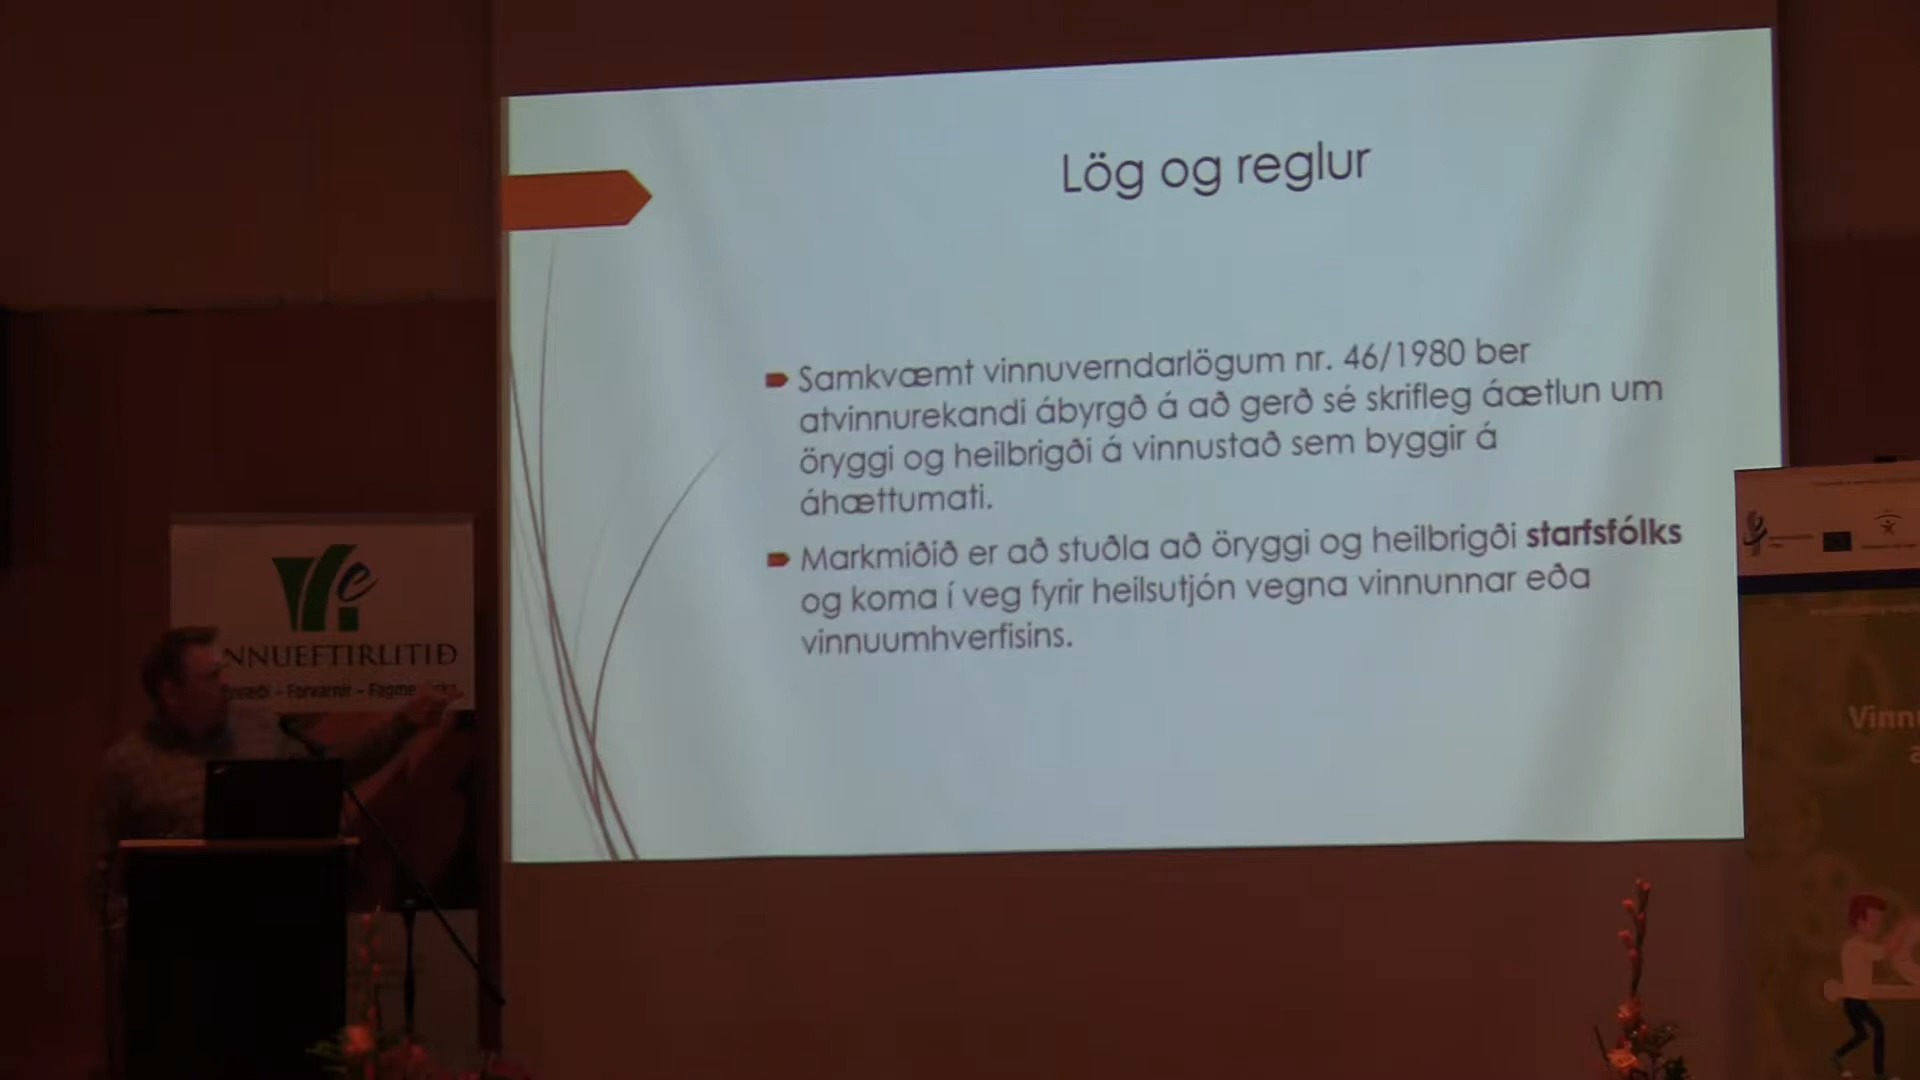 Lög og reglur
Samkvæmt vinnuverndarlögum nr. 46/1980 ber
atvinnurekandi ábyrgð á að gerð sé skrifleg áætlun um
öryggi og heilbrigði á vinnustað sem byggir á
áhættumati.
Markmiðið er að stuðla að öryggi og heilbrigði starfsfólks
og koma í veg fyrir heilsutjón vegna vinnunnar eða
vinnuumhverfisins.
NNUEFTIRLITIÐ
- Forvarnir - Fagme
Vinn